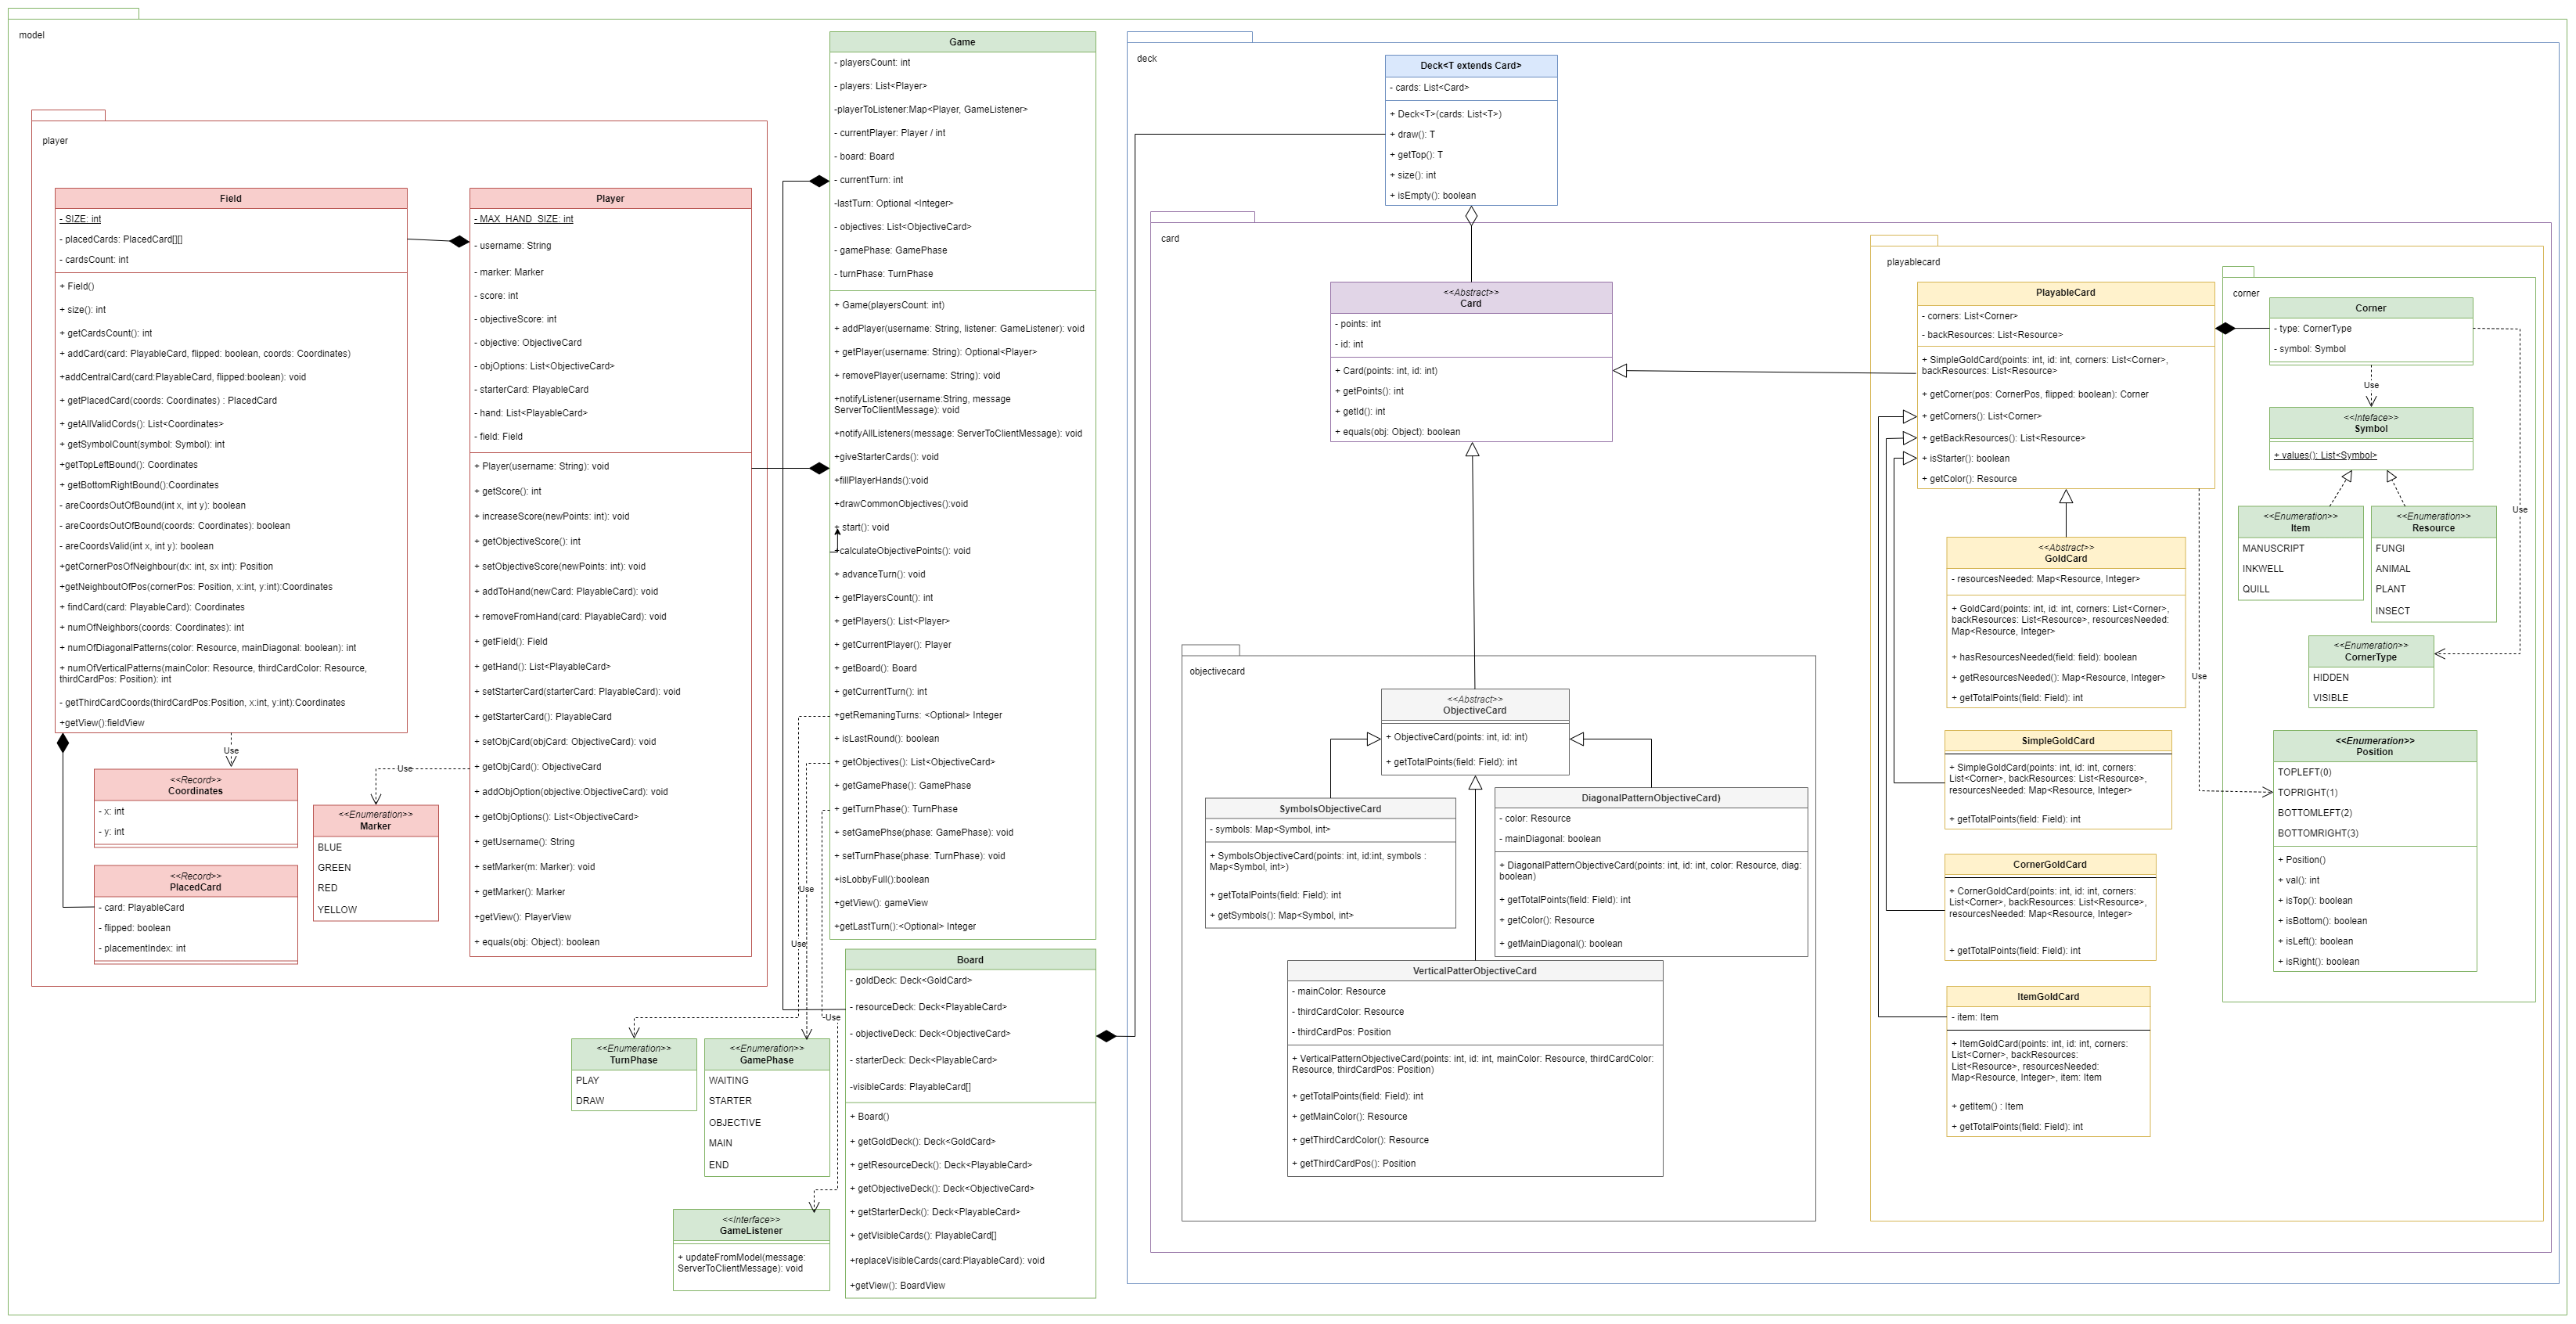 model
player
Field
- SIZE: int
- placedCards: PlacedCard[][]
- cardsCount: int
+ Field()
+ size(): int
+ getCardsCount(): int
+ addCard(card: PlayableCard, flipped: boolean, coords: Coordinates)
+addCentralCard(card:PlayableCard, flipped:boolean): void
+ getPlacedCard(coords: Coordinates) : PlacedCard
+ getAllValidCords(): List<Coordinates>
+ getSymbolCount(symbol: Symbol): int
+getTopLeftBound(): Coordinates
+ getBottomRightBound():Coordinates
- areCoordsOutOfBound(int x, int y): boolean
- areCoordsOutOfBound(coords: Coordinates): boolean
- areCoordsValid(int x, int y): boolean
+getCornerPosOfNeighbour(dx: int, sx int): Position
+getNeighboutOfPos(cornerPos: Position, x:int, y:int):Coordinates
+ findCard(card: PlayableCard): Coordinates
+ numOfNeighbors(coords: Coordinates): int
+ numOfDiagonalPatterns(color: Resource, mainDiagonal: boolean): int
+ numOfVerticalPatterns(mainColor: Resource, thirdCardColor: Resource,
thirdCardPos: Position): int
- getThirdCardCoords(thirdCardPos:Position, x:int, y:int):Coordinates
+getView():fieldView
Use
<<Record>>
Coordinates
- x: int
- y: int
<<Record>>
PlacedCard
- card: PlayableCard
- flipped: boolean
- placementIndex: int
<<Enumeration>>
Marker
BLUE
GREEN
RED
YELLOW
Use
Player
- MAX_HAND_SIZE: int
- username: String
- marker: Marker
- score: int
- objectiveScore: int
- objective: ObjectiveCard
- objOptions: List<ObjectiveCard>
- starterCard: PlayableCard
- hand: List<PlayableCard>
- field: Field
+ Player(username: String): void
+ getScore(): int
+ increaseScore(newPoints: int): void
+ getObjectiveScore(): int
+ setObjectiveScore(newPoints: int): void
+ addToHand(newCard: PlayableCard): void
+ removeFromHand(card: PlayableCard): void
+ getField(): Field
+ getHand(): List<PlayableCard>
+ setStarterCard(starterCard: PlayableCard): void
+ getStarterCard(): PlayableCard
+ setObjCard(objCard: ObjectiveCard): void
+ getObjCard(): ObjectiveCard
+ addObjOption(objective:ObjectiveCard): void
+ getObjOptions(): List<ObjectiveCard>
+ getUsername(): String
+ setMarker(m: Marker): void
+ getMarker(): Marker
+getView(): PlayerView
+ equals(obj: Object): boolean
Game
- playersCount: int
- players: List<Player>
-playerToListener:Map<Player, GameListener>
- currentPlayer: Player / int
- board: Board
- currentTurn: int
-lastTurn: Optional <Integer>
- objectives: List<ObjectiveCard>
- gamePhase: GamePhase
- turnPhase: TurnPhase
+ Game(playersCount: int)
+ addPlayer(username: String, listener: GameListener): void
+ getPlayer(username: String): Optional<Player>
+ removePlayer(username: String): void
+notifyListener(username:String, message
ServerToClientMessage): void
+notifyAllListeners(message: ServerToClientMessage): void
+giveStarterCards(): void
+fillPlayerHands():void
+drawCommonObjectives():void
+ start(): void
+calculateObjectivePoints(): void
+ advanceTurn(): void
+ getPlayersCount(): int
+ getPlayers(): List<Player>
+ getCurrentPlayer(): Player
+ getBoard(): Board
+ getCurrentTurn(): int
+getRemaningTurns: <Optional> Integer
+ isLastRound(): boolean
+ getObjectives(): List<ObjectiveCard>
+ getGamePhase(): GamePhase
+ getTurnPhase(): TurnPhase
+ setGamePhse(phase: GamePhase): void
+ setTurnPhase(phase: TurnPhase): void
+isLobbyFull():boolean
+getView(): gameView
+getLastTurn():<Optional> Integer
Use
Use
Use
<<Enumeration>>
TurnPhase
PLAY
DRAW
<<Enumeration>>
GamePhase
WAITING
STARTER
OBJECTIVE
MAIN
END
<<Interface>>
GameListener
+ updateFromModel(message:
ServerToClientMessage): void
Board
- goldDeck: Deck<GoldCard>
- resourceDeck: Deck<PlayableCard>
- objectiveDeck: Deck<ObjectiveCard>
- starterDeck: Deck<PlayableCard>
-visibleCards: PlayableCard[]
+ Board()
+ getGoldDeck(): Deck<GoldCard>
+ getResourceDeck(): Deck<PlayableCard>
+ getObjectiveDeck(): Deck<ObjectiveCard>
+ getStarterDeck(): Deck<PlayableCard>
+ getVisibleCards(): PlayableCard[]
+replaceVisibleCards(card:PlayableCard): void
+getView(): BoardView
deck
Deck<T extends Card>
- cards: List<Card>
+ Deck<T>(cards: List<T>)
+ draw(): T
+ getTop(): T
+ size(): int
+ isEmpty(): boolean
card
<<Abstract>>
Card
- points: int
- id: int
+ Card(points: int, id: int)
+ getPoints(): int
+ getId(): int
+ equals(obj: Object): boolean
objectivecard
<<Abstract>>
ObjectiveCard
+ ObjectiveCard(points: int, id: int)
+ getTotalPoints(field: Field): int
SymbolsObjectiveCard
- symbols: Map<Symbol, int>
+ SymbolsObjectiveCard(points: int, id:int, symbols :
Map<Symbol, int>)
+ getTotalPoints(field: Field): int
+ getSymbols(): Map<Symbol, int>
DiagonalPatternObjectiveCard)
- color: Resource
- mainDiagonal: boolean
+ DiagonalPatternObjectiveCard(points: int, id: int, color: Resource, diag:
boolean)
+ getTotalPoints(field: Field): int
+ getColor(): Resource
+ getMainDiagonal(): boolean
VerticalPatterObjectiveCard
- mainColor: Resource
- thirdCardColor: Resource
- thirdCardPos: Position
+ VerticalPatternObjectiveCard(points: int, id: int, mainColor: Resource, thirdCardColor:
Resource, thirdCardPos: Position)
+ getTotalPoints(field: Field): int
+ getMainColor(): Resource
+ getThirdCardColor(): Resource
+ getThirdCardPos(): Position
playablecard
PlayableCard
- corners: List<Corner>
- backResources: List<Resource>
+ SimpleGoldCard(points: int, id: int, corners: List<Corner>,
backResources: List<Resource>
+ getCorner(pos: CornerPos, flipped: boolean): Corner
+ getCorners(): List<Corner>
+ getBackResources(): List<Resource>
+ isStarter(): boolean
+ getColor(): Resource
<<Abstract>>
GoldCard
- resourcesNeeded: Map<Resource, Integer>
+ GoldCard(points: int, id: int, corners: List<Corner>,
backResources: List<Resource>, resourcesNeeded:
Map<Resource, Integer>
+ hasResourcesNeeded(field: field): boolean
+ getResourcesNeeded(): Map<Resource, Integer>
+ getTotalPoints(field: Field): int
SimpleGoldCard
+ SimpleGoldCard(points: int, id: int, corners:
List<Corner>, backResources: List<Resource>,
resourcesNeeded: Map<Resource, Integer>
+ getTotalPoints(field: Field): int
CornerGoldCard
+ CornerGoldCard(points: int, id: int, corners:
List<Corner>, backResources: List<Resource>,
resourcesNeeded: Map<Resource, Integer>
+ getTotalPoints(field: Field): int
ItemGoldCard
- item: Item
+ ItemGoldCard(points: int, id: int, corners:
List<Corner>, backResources:
List<Resource>, resourcesNeeded:
Map<Resource, Integer>, item: Item
+ getItem() : Item
+ getTotalPoints(field: Field): int
Use
corner
Corner
- type: CornerType
- symbol: Symbol
Use
Use
<<Inteface>>
Symbol
+ values(): List<Symbol>
<<Enumeration>>
Item
MANUSCRIPT
INKWELL
QUILL
<<Enumeration>>
Resource
FUNGI
ANIMAL
PLANT
INSECT
<<Enumeration>>
CornerType
HIDDEN
VISIBLE
<<Enumeration>>
Position
TOPLEFT(0)
TOPRIGHT(1)
BOTTOMLEFT(2)
BOTTOMRIGHT(3)
+ Position()
+ val(): int
+ isTop(): boolean
+ isBottom(): boolean
+ isLeft(): boolean
+ isRight(): boolean